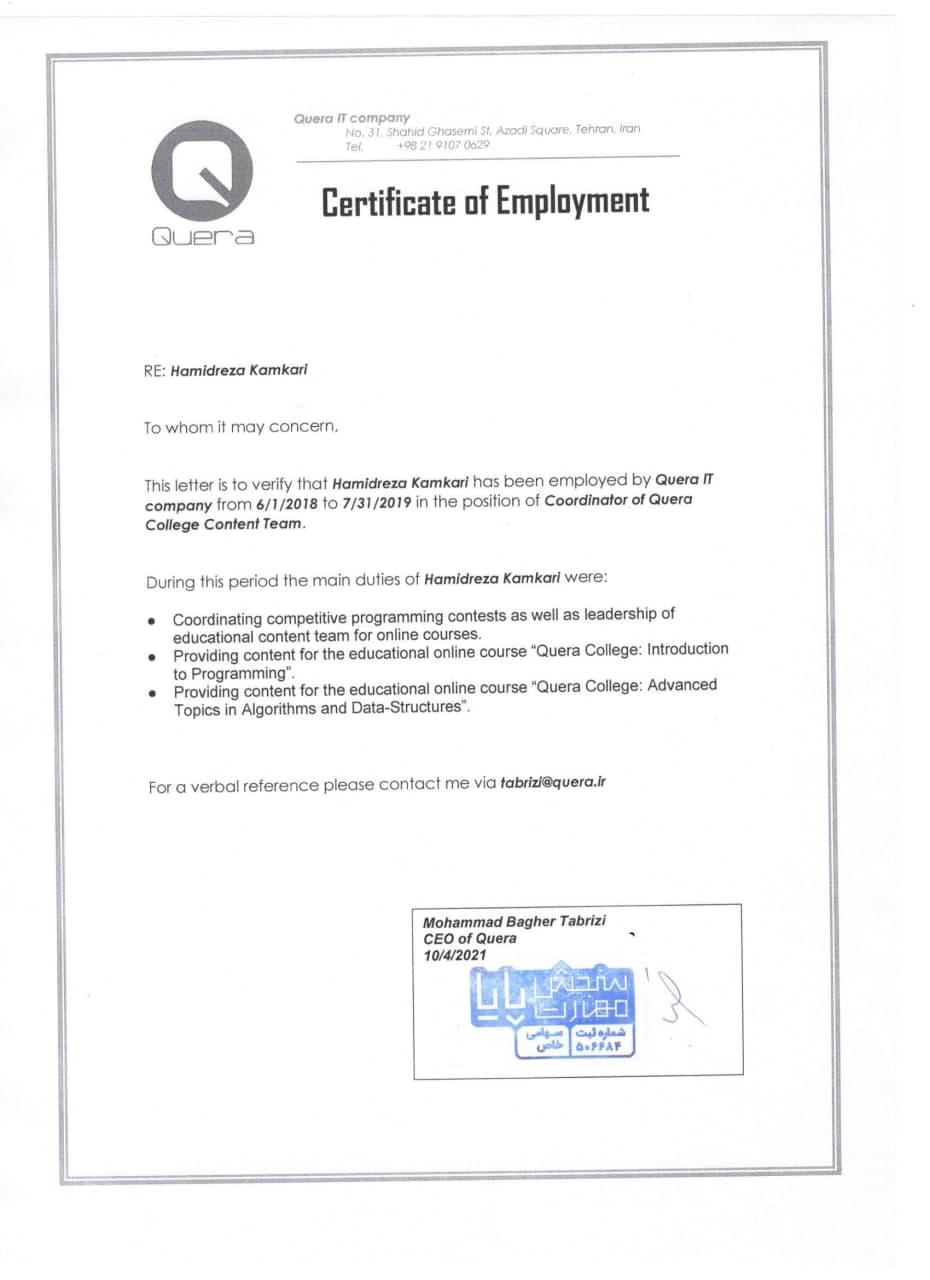 Quera IT company
No. 31, Shahid Ghasemi St, Azadi Square, Tehran, Iran
Tel. +98 21 9107 0629
Quera
Certificate of Employment
RE: Hamidreza Kamkari
To whom it may concern,
This letter is to verify that Hamidreza Kamkari has been employed by Quera IT
company from 6/1/2018 to 7/31/2019 in the position of Coordinator of Quera
College Content Team.
During this period the main duties of Hamidreza Kamkari were:
• Coordinating competitive programming contests as well as leadership of
educational content team for online courses.
• Providing content for the educational online course “Quera College: Introduction
to Programming”.
• Providing content for the educational online course “Quera College: Advanced
Topics in Algorithms and Data-Structures”.
For a verbal reference please contact me via tabrizi@quera.ir
Mohammad Bagher Tabrizi
CEO of Quera
10/4/2021
سنجش
مهارت
پایا
شماره ثبت
۵۰۶۶۸۴
سهامی
خاص